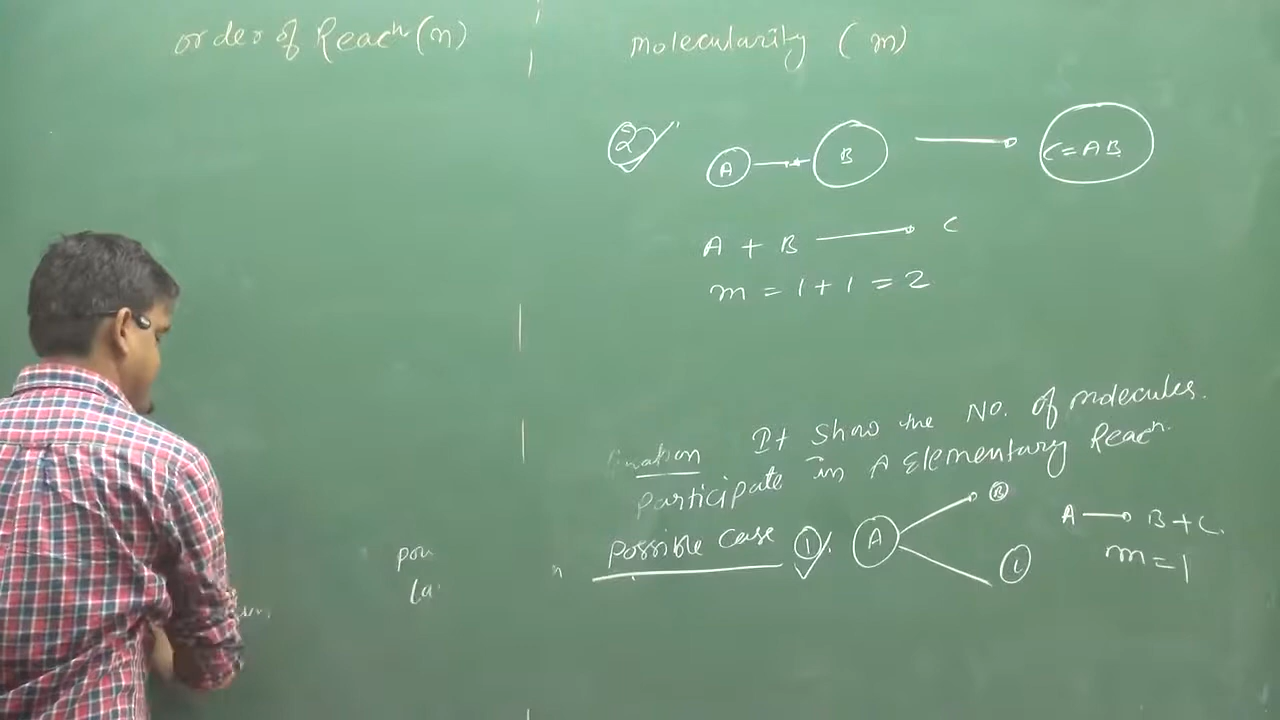 order of Reacn (n)
molecularity (m)
2
A B C = AB
A + B C
m = 1 + 1 = 2
It show the No. of molecules.
participate in A Elementary Reacn.
possible case 1 A B A B + C.
m = 1